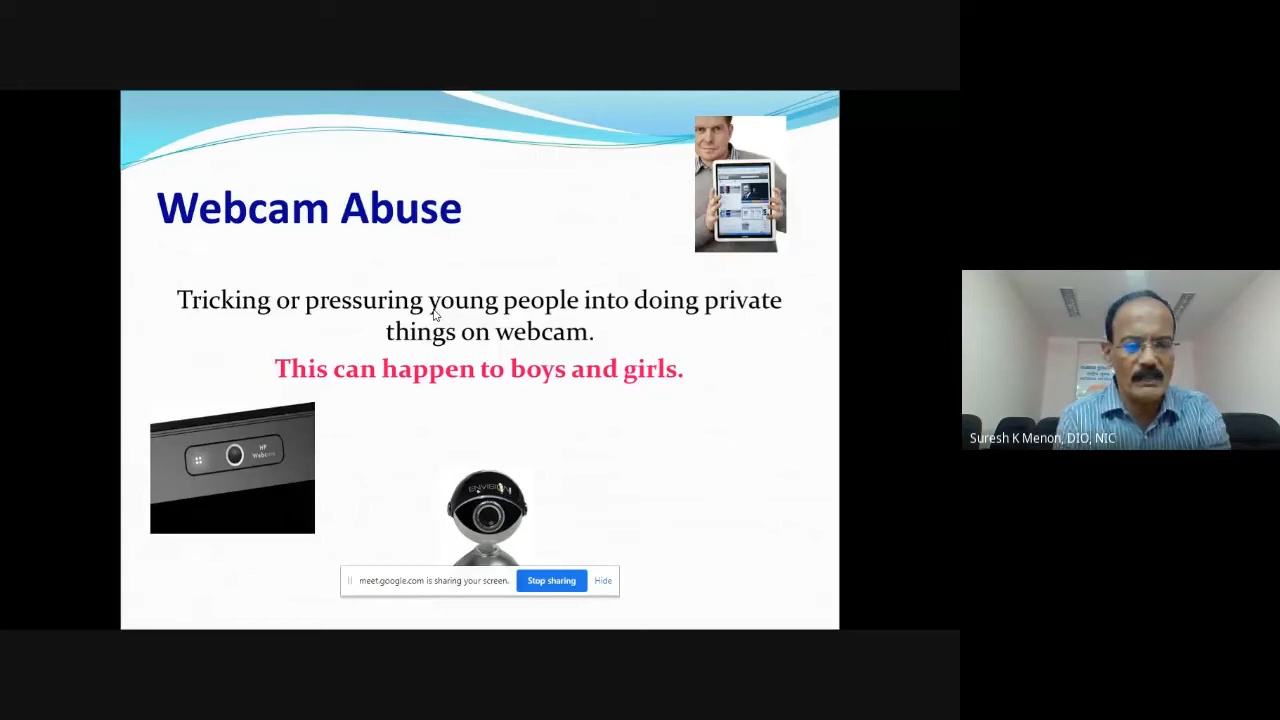 Webcam Abuse
Tricking or pressuring young people into doing private
things on webcam.
This can happen to boys and girls.
HP
Webcam
ENVISION
meet.google.com is sharing your screen.
Stop sharing
Hide
Suresh K Menon, DIO, NIC